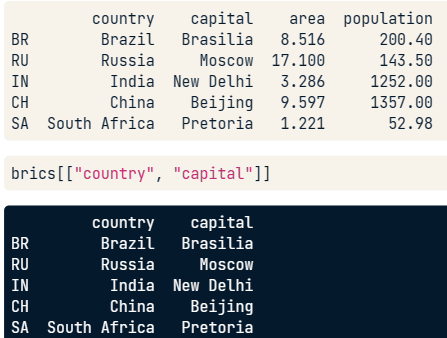 country capital area population
BR Brazil Brasilia 8.516 200.40
RU Russia Moscow 17.100 143.50
IN India New Delhi 3.286 1252.00
CH China Beijing 9.597 1357.00
SA South Africa Pretoria 1.221 52.98
brics[["country", "capital"]]
country capital
BR Brazil Brasilia
RU Russia Moscow
IN India New Delhi
CH China Beijing
SA South Africa Pretoria